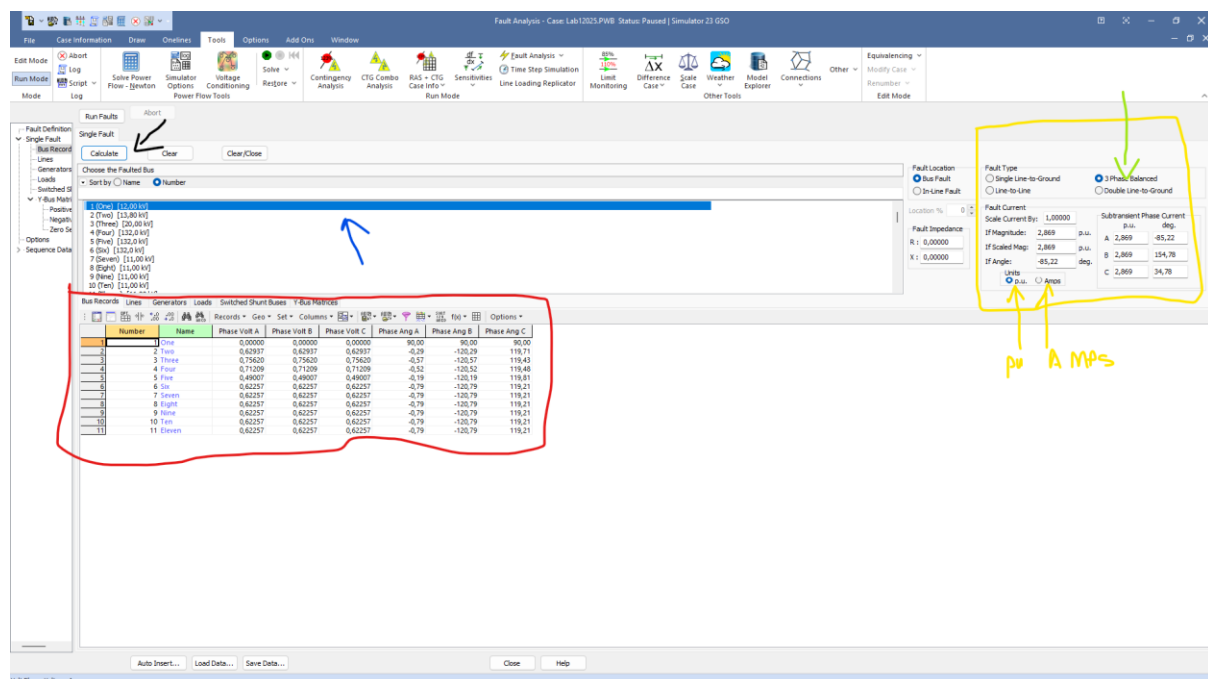 Fault Analysis - Case: Lab12025.PWB Status: Paused | Simulator 23 GSO
File Case Information Draw Onelines Tools Options Add Ons Window
Edit Mode
Run Mode
Mode
Abort
Log
Script
Log
Solve Power Flow - Newton
Simulator Options
Voltage Conditioning
Solve
Restore
Power Flow Tools
Contingency Analysis
CTG Combo Analysis
RAS + CTG Case Info
Sensitivities
Fault Analysis
Time Step Simulation
Line Loading Replicator
Run Mode
Limit Monitoring
Difference Case
Scale Case
Weather
Model Explorer
Connections
Other
Other Tools
Equivalencing
Modify Case
Renumber
Edit Mode
Run Faults Abort
Fault Definition
Single Fault
Bus Record
Lines
Generators
Loads
Switched S
Y-Bus Matri
Positive
Negati
Zero Se
Options
Sequence Data
Single Fault
Calculate Clear Clear/Close
Choose the Faulted Bus
Sort by Name Number
1 (One) [12,00 kV]
2 (Two) [13,80 kV]
3 (Three) [20,00 kV]
4 (Four) [132,0 kV]
5 (Five) [132,0 kV]
6 (Six) [132,0 kV]
7 (Seven) [11,00 kV]
8 (Eight) [11,00 kV]
9 (Nine) [11,00 kV]
10 (Ten) [11,00 kV]
Fault Location
Bus Fault
In-Line Fault
Location % 0
Fault Impedance
R : 0,00000
X : 0,00000
Fault Type
Single Line-to-Ground 3 Phase Balanced
Line-to-Line Double Line-to-Ground
Fault Current
Scale Current By: 1,00000
If Magnitude: 2,869 p.u.
If Scaled Mag: 2,869 p.u.
If Angle: -85,22 deg.
Units
p.u. Amps
Subtransient Phase Current
p.u. deg.
A 2,869 -85,22
B 2,869 154,78
C 2,869 34,78
pu AMPs
Bus Records Lines Generators Loads Switched Shunt Buses Y-Bus Matrices
Records Geo Set Columns f(x) Options
Number Name Phase Volt A Phase Volt B Phase Volt C Phase Ang A Phase Ang B Phase Ang C
1 1 One 0,00000 0,00000 0,00000 90,00 90,00 90,00
2 2 Two 0,62937 0,62937 0,62937 -0,29 -120,29 119,71
3 3 Three 0,75620 0,75620 0,75620 -0,57 -120,57 119,43
4 4 Four 0,71209 0,71209 0,71209 -0,52 -120,52 119,48
5 5 Five 0,49007 0,49007 0,49007 -0,19 -120,19 119,81
6 6 Six 0,62257 0,62257 0,62257 -0,79 -120,79 119,21
7 7 Seven 0,62257 0,62257 0,62257 -0,79 -120,79 119,21
8 8 Eight 0,62257 0,62257 0,62257 -0,79 -120,79 119,21
9 9 Nine 0,62257 0,62257 0,62257 -0,79 -120,79 119,21
10 10 Ten 0,62257 0,62257 0,62257 -0,79 -120,79 119,21
11 11 Eleven 0,62257 0,62257 0,62257 -0,79 -120,79 119,21
Auto Insert... Load Data... Save Data... Close Help